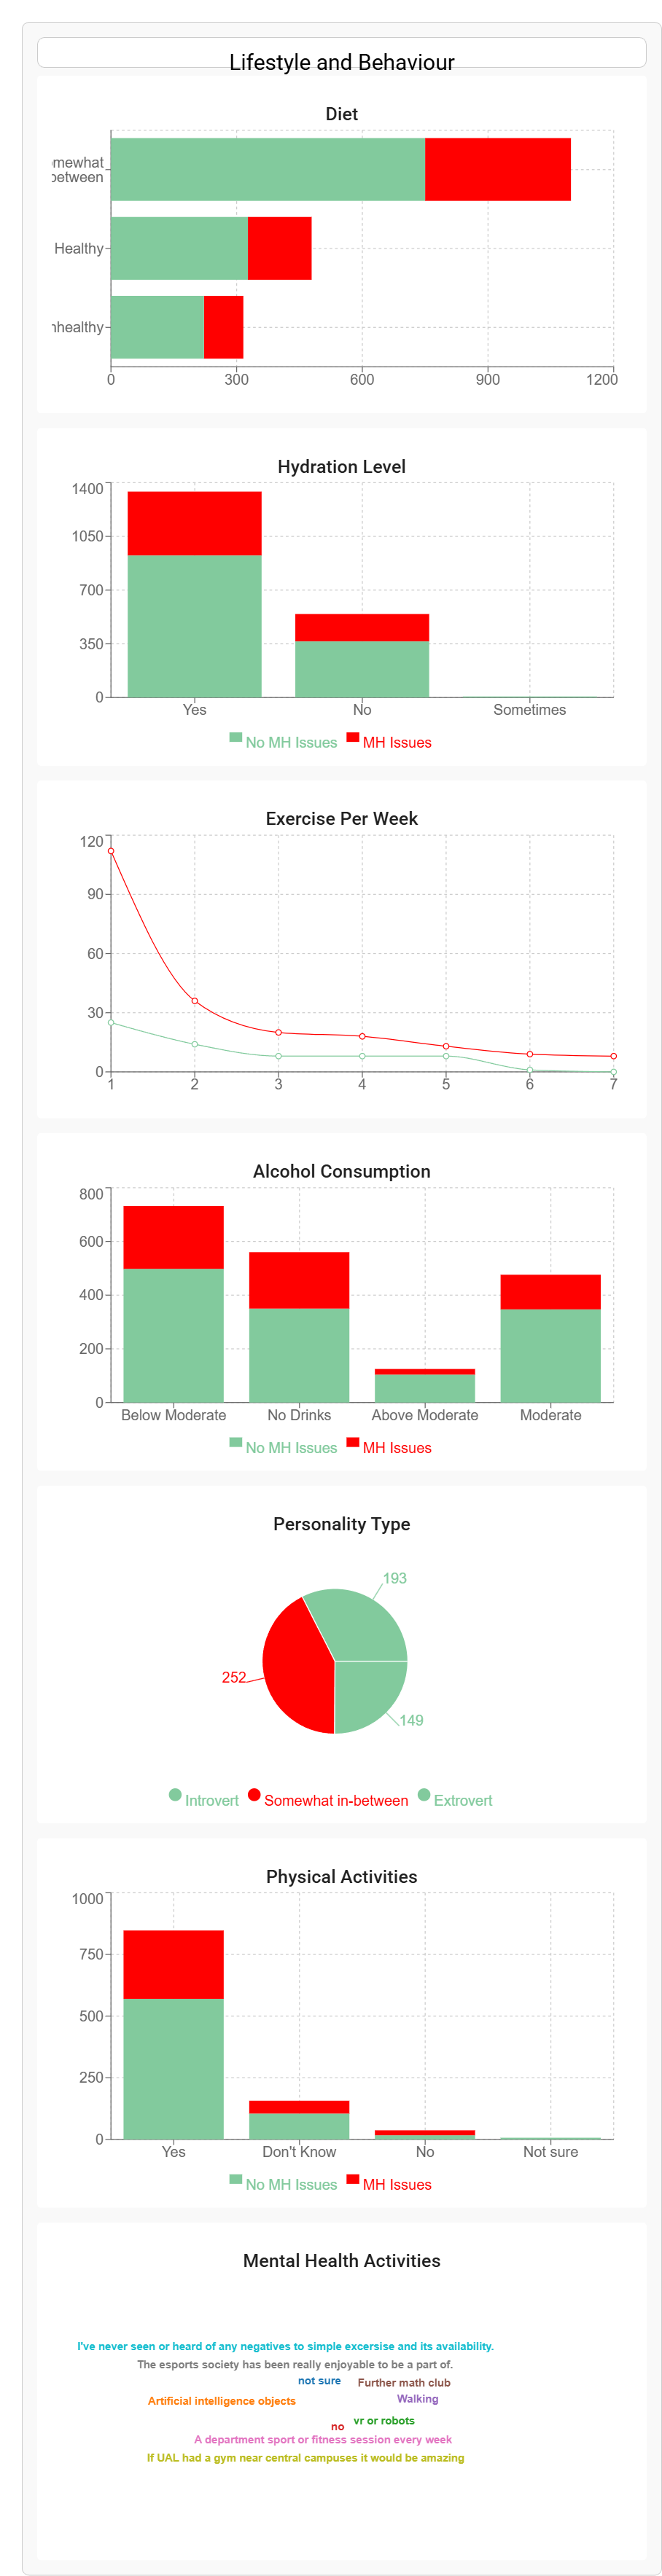 Lifestyle and Behaviour
Diet
omewhat
between
Healthy
nhealthy
0 300 600 900 1200
Hydration Level
1400
1050
700
350
0
Yes No Sometimes
No MH Issues MH Issues
Exercise Per Week
120
90
60
30
0
1 2 3 4 5 6 7
Alcohol Consumption
800
600
400
200
0
Below Moderate No Drinks Above Moderate Moderate
No MH Issues MH Issues
Personality Type
193
252
149
Introvert Somewhat in-between Extrovert
Physical Activities
1000
750
500
250
0
Yes Don't Know No Not sure
No MH Issues MH Issues
Mental Health Activities
I've never seen or heard of any negatives to simple excersise and its availability.
The esports society has been really enjoyable to be a part of.
not sure Further math club
Artificial intelligence objects Walking
no vr or robots
A department sport or fitness session every week
If UAL had a gym near central campuses it would be amazing